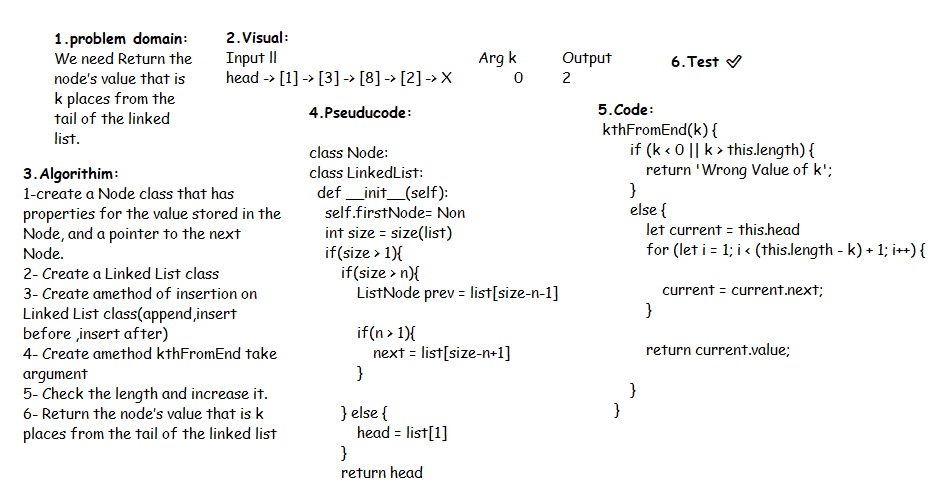 1.problem domain:
We need Return the
node's value that is
k places from the
tail of the linked
list.
2.Visual:
Input ll
head -> [1] -> [3] -> [8] -> [2] -> X
Arg k
0
Output
2
6.Test ✓
3.Algorithim:
1-create a Node class that has
properties for the value stored in the
Node, and a pointer to the next
Node.
2- Create a Linked List class
3- Create amethod of insertion on
Linked List class(append,insert
before ,insert after)
4- Create amethod kthFromEnd take
argument
5- Check the length and increase it.
6- Return the node's value that is k
places from the tail of the linked list
4.Pseuducode:
class Node:
class LinkedList:
def __init__(self):
self.firstNode= Non
int size = size(list)
if(size > 1){
if(size > n){
ListNode prev = list[size-n-1]
if(n > 1){
next = list[size-n+1]
}
} else {
head = list[1]
}
return head
5.Code:
kthFromEnd(k) {
if (k < 0 || k > this.length) {
return 'Wrong Value of k';
}
else {
let current = this.head
for (let i = 1; i < (this.length - k) + 1; i++) {
current = current.next;
}
return current.value;
}
}